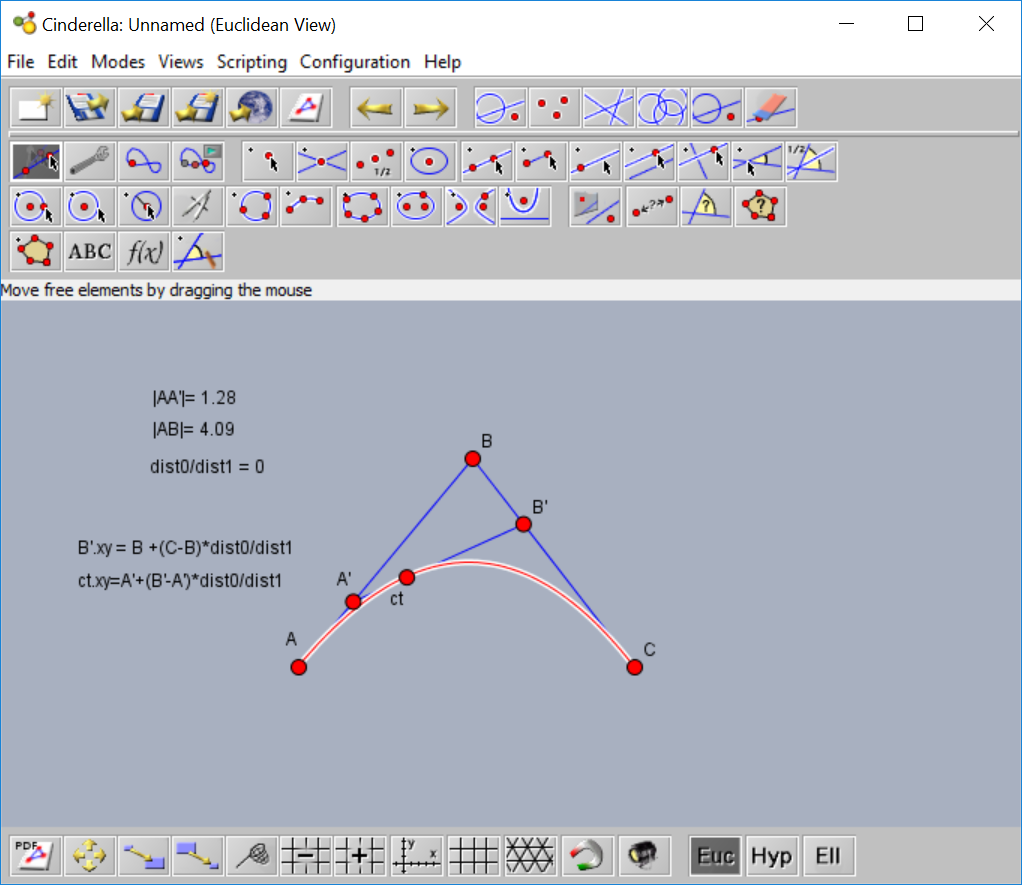 Cinderella: Unnamed (Euclidean View)
File Edit Modes Views Scripting Configuration Help
1/2
1/2
?
?
?
ABC f(x)
Move free elements by dragging the mouse
|AA'|= 1.28
|AB|= 4.09
dist0/dist1 = 0
B
B'
B'.xy = B +(C-B)*dist0/dist1
ct.xy=A'+(B'-A')*dist0/dist1
A'
ct
A
C
PDF y x Euc Hyp Ell